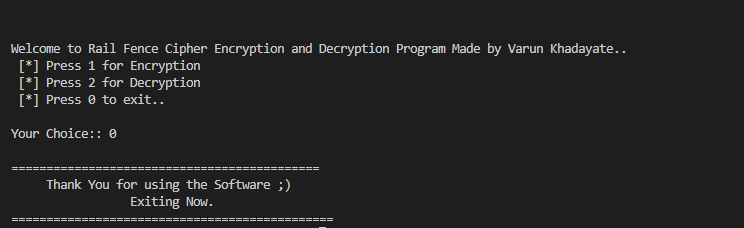 Welcome to Rail Fence Cipher Encryption and Decryption Program Made by Varun Khadayate..
[*] Press 1 for Encryption
[*] Press 2 for Decryption
[*] Press 0 to exit..
Your Choice:: 0
============================================
Thank You for using the Software ;)
Exiting Now.
==============================================